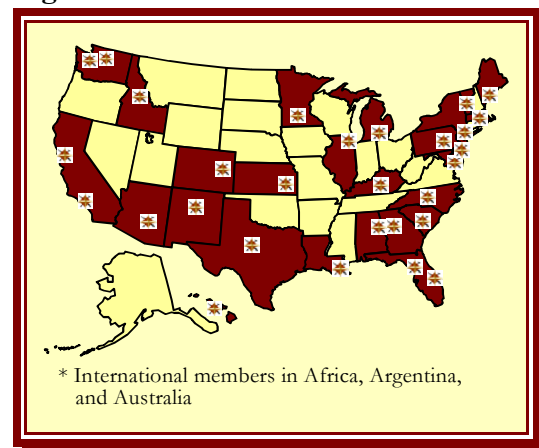 * International members in Africa, Argentina,
and Australia